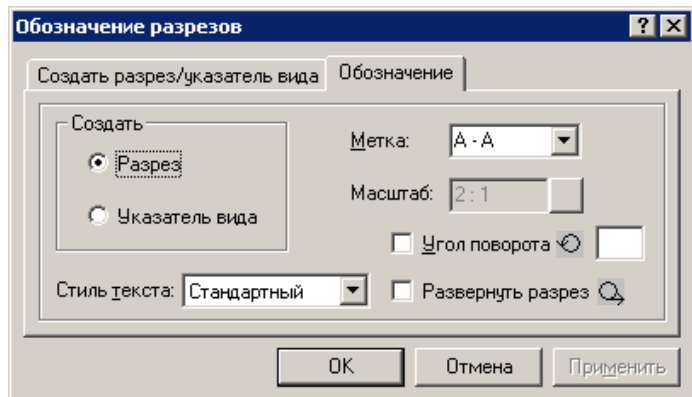 Обозначение разрезов
Создать разрез/указатель вида Обозначение
Создать
Разрез
Указатель вида
Метка: A - A
Масштаб: 2 : 1
Угол поворота
Стиль текста: Стандартный
Развернуть разрез
OK Отмена Применить